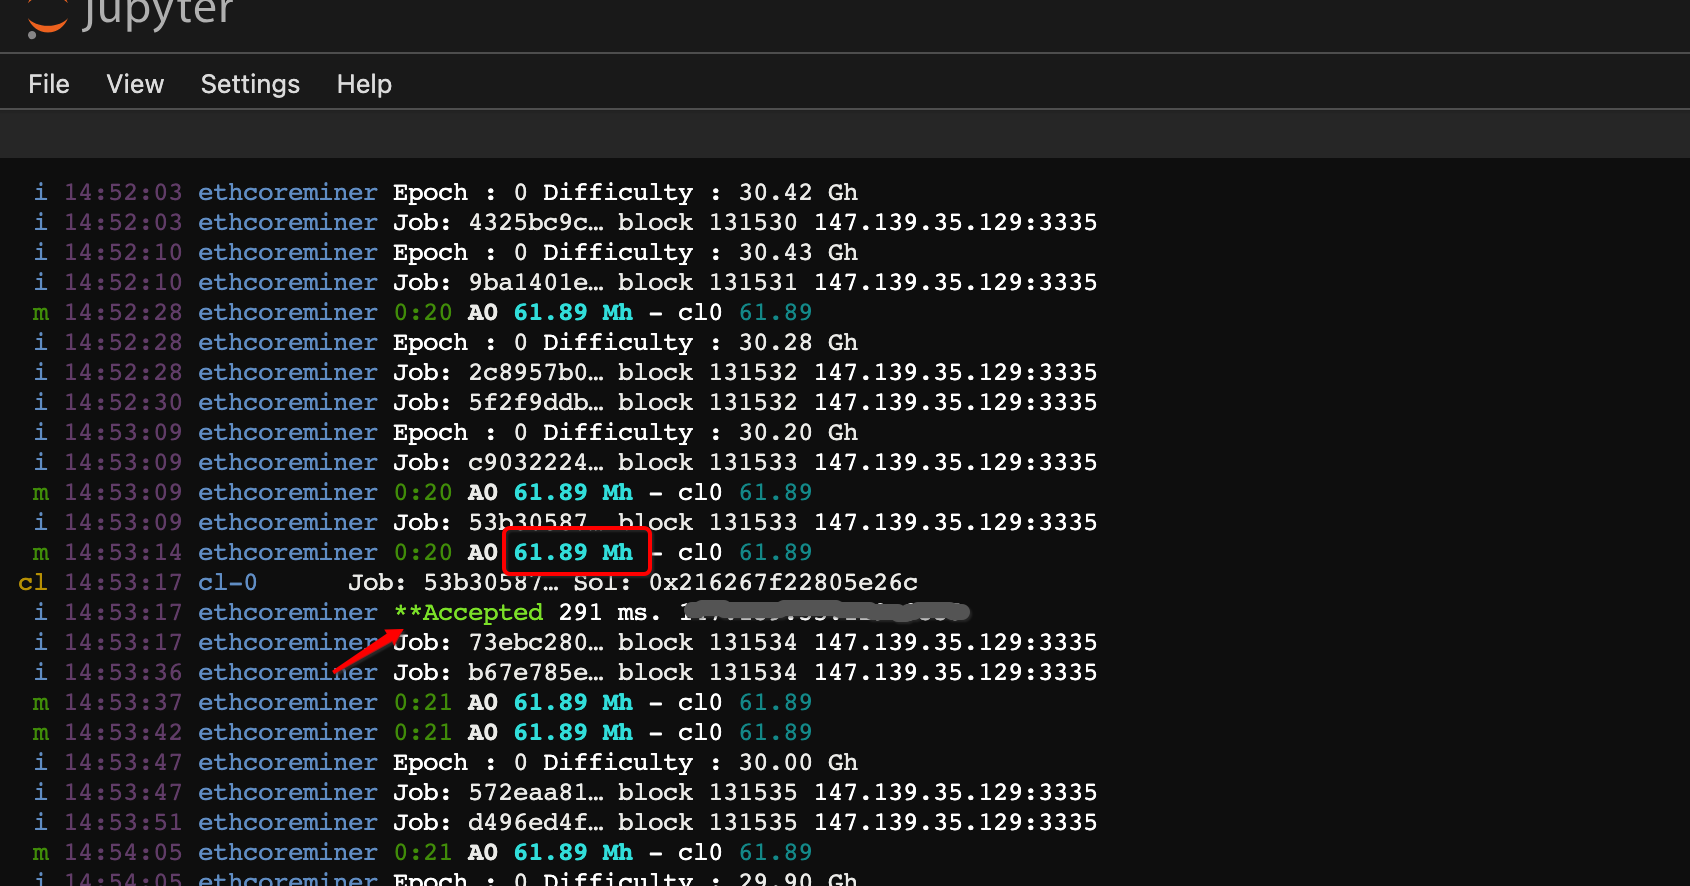 Jupyter
File View Settings Help
i 14:52:03 ethcoreminer Epoch : 0 Difficulty : 30.42 Gh
i 14:52:03 ethcoreminer Job: 4325bc9c… block 131530 147.139.35.129:3335
i 14:52:10 ethcoreminer Epoch : 0 Difficulty : 30.43 Gh
i 14:52:10 ethcoreminer Job: 9ba1401e… block 131531 147.139.35.129:3335
m 14:52:28 ethcoreminer 0:20 A0 61.89 Mh - cl0 61.89
i 14:52:28 ethcoreminer Epoch : 0 Difficulty : 30.28 Gh
i 14:52:28 ethcoreminer Job: 2c8957b0… block 131532 147.139.35.129:3335
i 14:52:30 ethcoreminer Job: 5f2f9ddb… block 131532 147.139.35.129:3335
i 14:53:09 ethcoreminer Epoch : 0 Difficulty : 30.20 Gh
i 14:53:09 ethcoreminer Job: c9032224… block 131533 147.139.35.129:3335
m 14:53:09 ethcoreminer 0:20 A0 61.89 Mh - cl0 61.89
i 14:53:09 ethcoreminer Job: 53b30587… block 131533 147.139.35.129:3335
m 14:53:14 ethcoreminer 0:20 A0 61.89 Mh - cl0 61.89
cl 14:53:17 cl-0 Job: 53b30587… Sol: 0x216267f22805e26c
i 14:53:17 ethcoreminer **Accepted 291 ms.
i 14:53:17 ethcoreminer Job: 73ebc280… block 131534 147.139.35.129:3335
i 14:53:36 ethcoreminer Job: b67e785e… block 131534 147.139.35.129:3335
m 14:53:37 ethcoreminer 0:21 A0 61.89 Mh - cl0 61.89
m 14:53:42 ethcoreminer 0:21 A0 61.89 Mh - cl0 61.89
i 14:53:47 ethcoreminer Epoch : 0 Difficulty : 30.00 Gh
i 14:53:47 ethcoreminer Job: 572eaa81… block 131535 147.139.35.129:3335
i 14:53:51 ethcoreminer Job: d496ed4f… block 131535 147.139.35.129:3335
m 14:54:05 ethcoreminer 0:21 A0 61.89 Mh - cl0 61.89
i 14:54:05 ethcoreminer Epoch : 0 Difficulty : 29.90 Gh